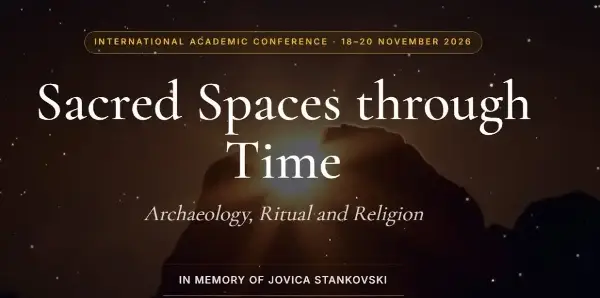 INTERNATIONAL ACADEMIC CONFERENCE · 18–20 NOVEMBER 2026
Sacred Spaces through
Time
Archaeology, Ritual and Religion
IN MEMORY OF JOVICA STANKOVSKI